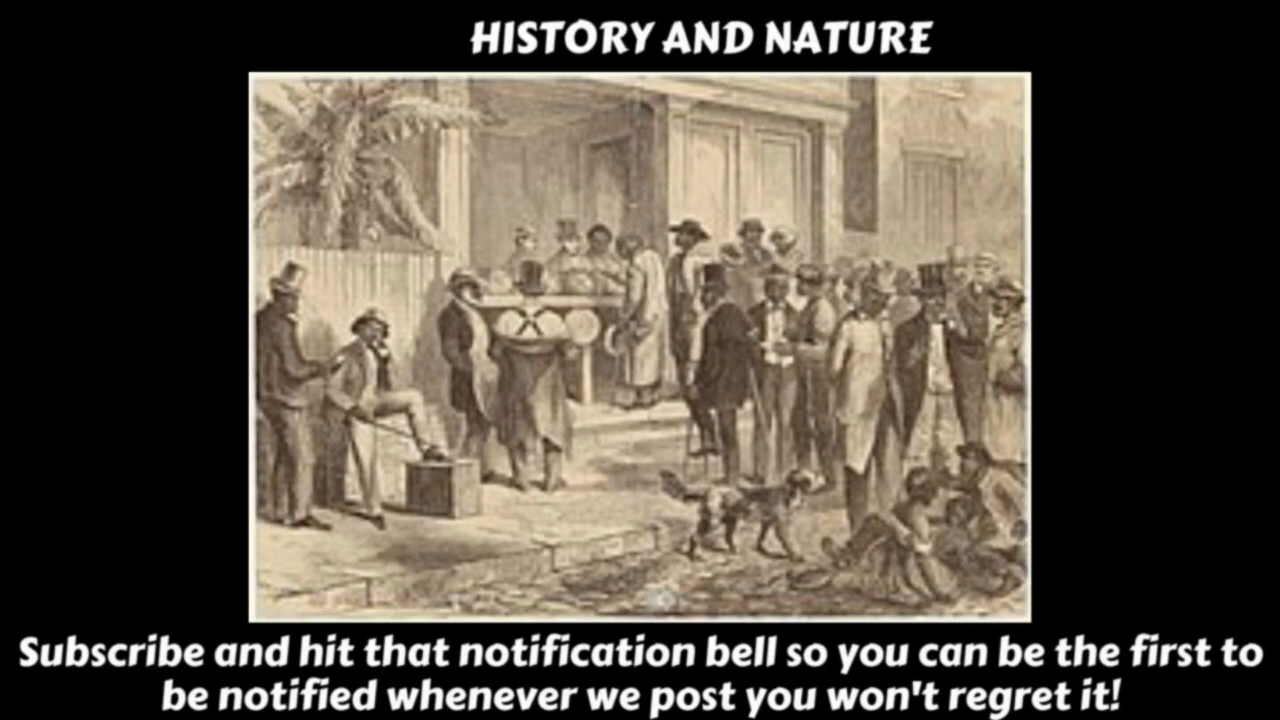 HISTORY AND NATURE
Subscribe and hit that notification bell so you can be the first to
be notified whenever we post you won't regret it!